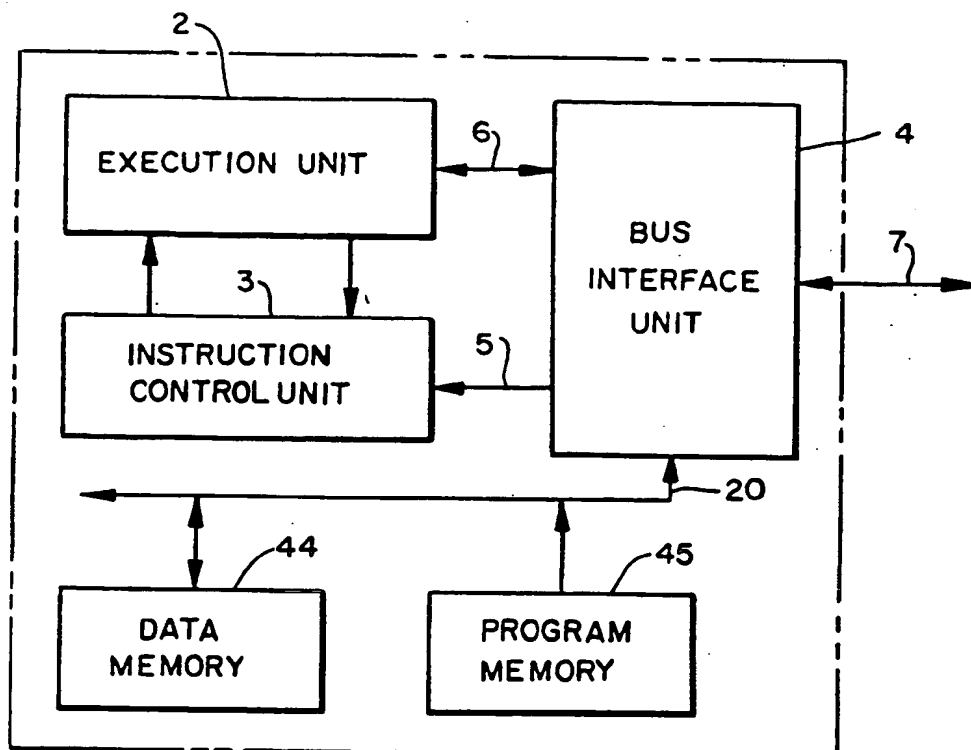 2
EXECUTION UNIT
6
4
BUS
INTERFACE
UNIT
7
3
INSTRUCTION
CONTROL UNIT
5
20
44
DATA
MEMORY
45
PROGRAM
MEMORY